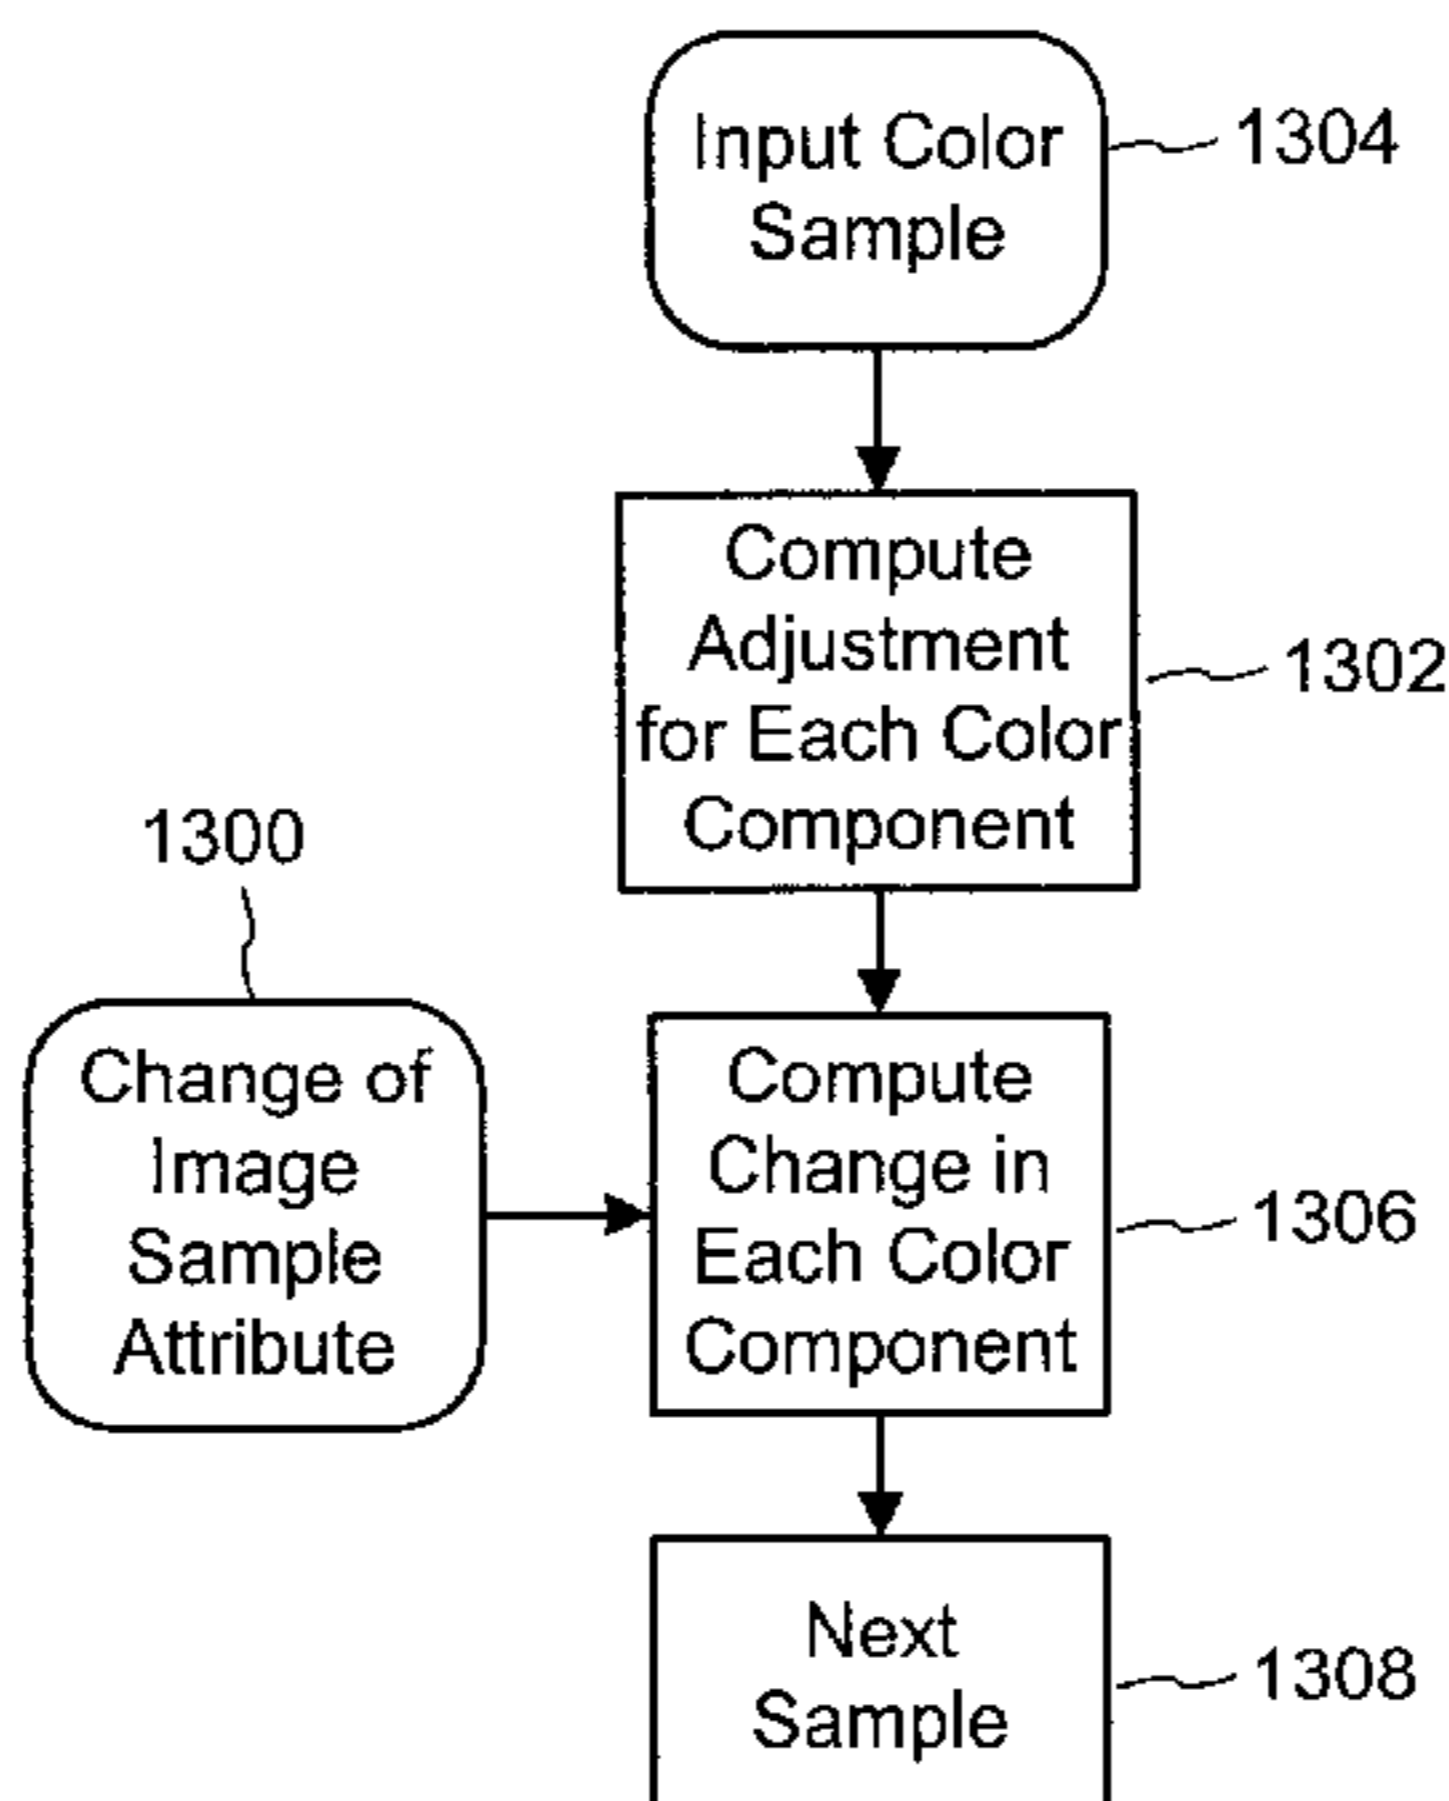 Input Color
Sample
1304
Compute
Adjustment
for Each Color
Component
1302
1300
Change of
Image
Sample
Attribute
Compute
Change in
Each Color
Component
1306
Next
Sample
1308